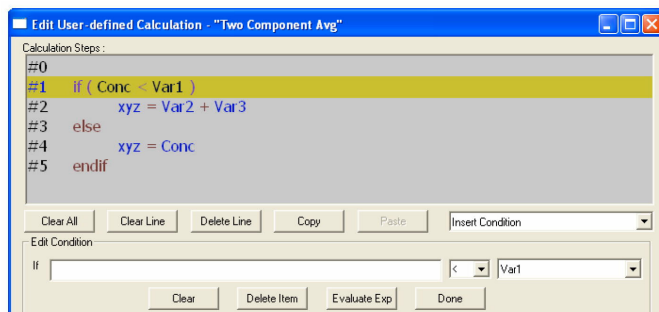 Edit User-defined Calculation - "Two Component Avg"
Calculation Steps :
#0
#1 if ( Conc < Var1 )
#2 xyz = Var2 + Var3
#3 else
#4 xyz = Conc
#5 endif
Clear All Clear Line Delete Line Copy Paste Insert Condition
Edit Condition
If < Var1
Clear Delete Item Evaluate Exp Done